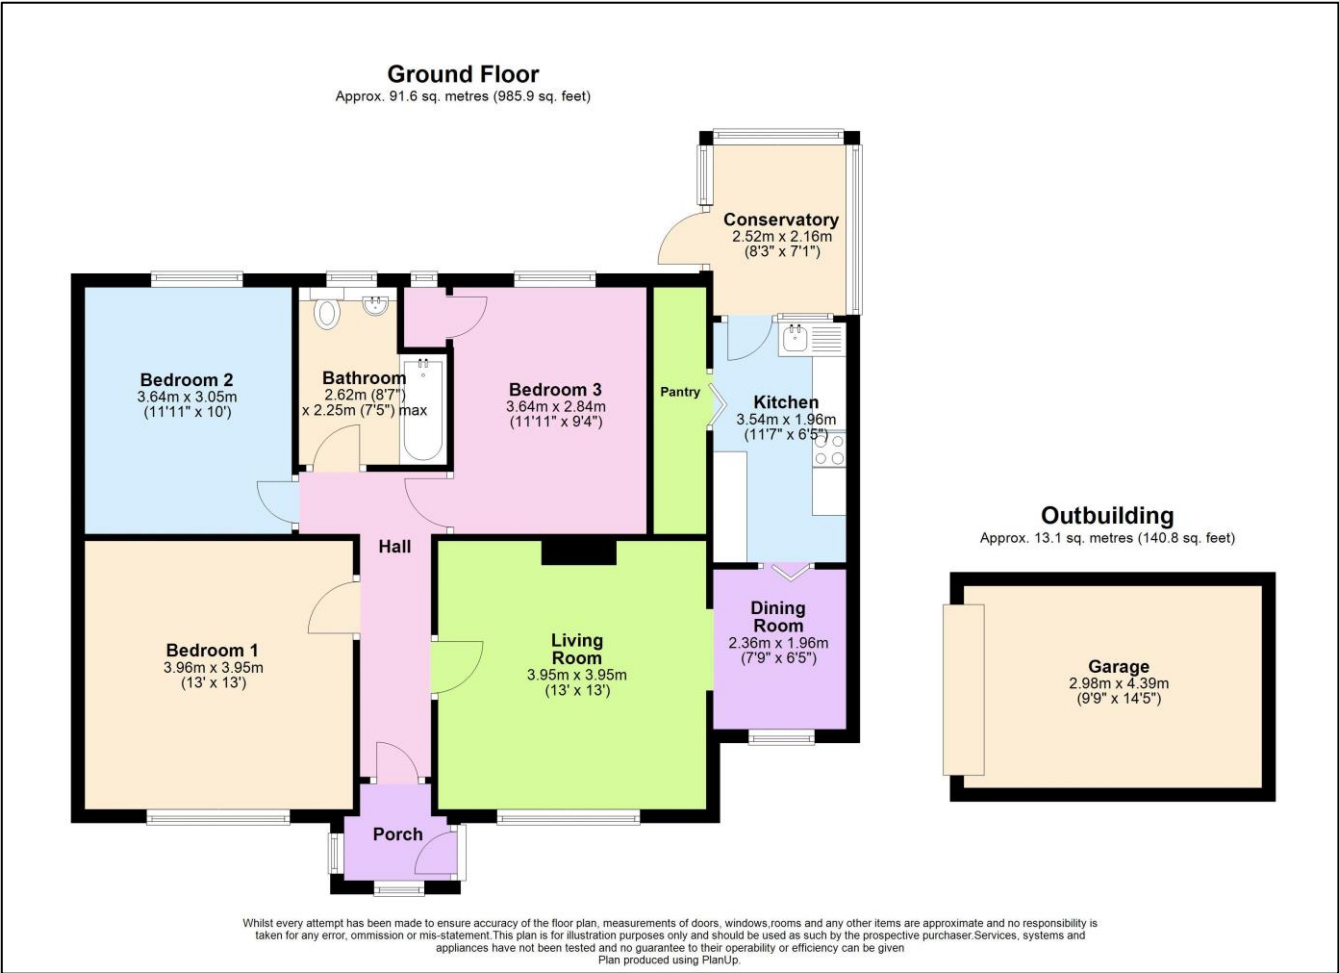 Ground Floor
Approx. 91.6 sq. metres (985.9 sq. feet)
Conservatory
2.52m x 2.16m
(8'3" x 7'1")
Bedroom 2
3.64m x 3.05m
(11'11" x 10')
Bathroom
2.62m (8'7")
x 2.25m (7'5") max
Bedroom 3
3.64m x 2.84m
(11'11" x 9'4")
Pantry
Kitchen
3.54m x 1.96m
(11'7" x 6'5")
Hall
Bedroom 1
3.96m x 3.95m
(13' x 13')
Living
Room
3.95m x 3.95m
(13' x 13')
Dining
Room
2.36m x 1.96m
(7'9" x 6'5")
Porch
Outbuilding
Approx. 13.1 sq. metres (140.8 sq. feet)
Garage
2.98m x 4.39m
(9'9" x 14'5")
Whilst every attempt has been made to ensure accuracy of the floor plan, measurements of doors, windows,rooms and any other items are approximate and no responsibility is
taken for any error, ommission or mis-statement.This plan is for illustration purposes only and should be used as such by the prospective purchaser.Services, systems and
appliances have not been tested and no guarantee to their operability or efficiency can be given
Plan produced using PlanUp.